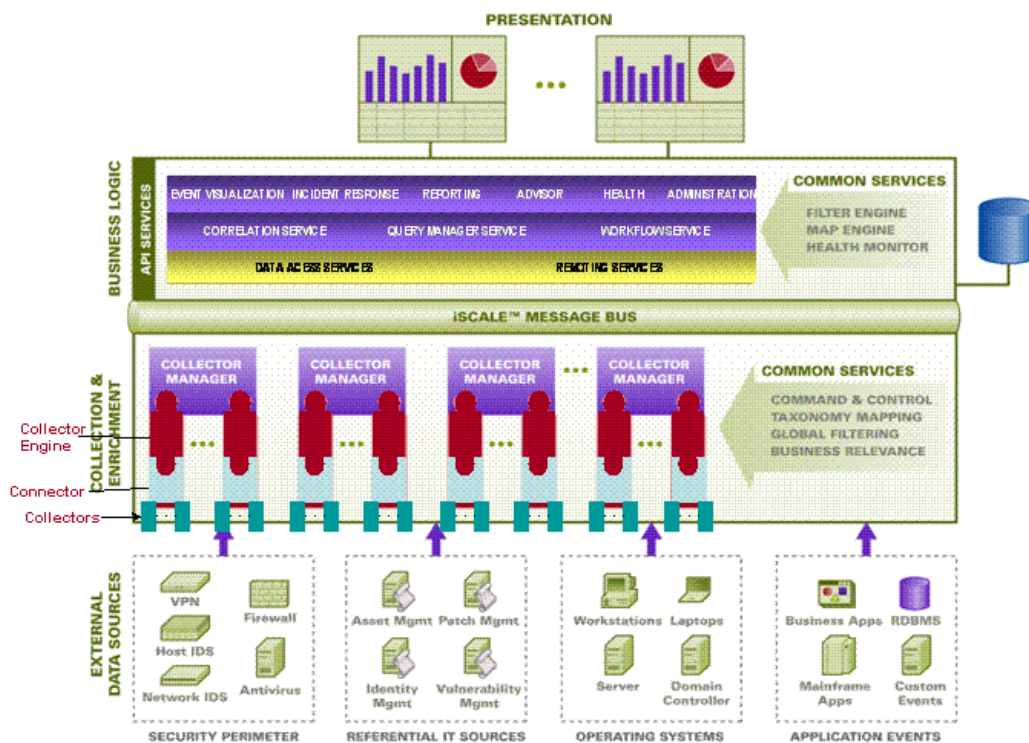 PRESENTATION
BUSINESS LOGIC
API SERVICES
EVENT VISUALIZATION INCIDENT RESPONSE REPORTING ADVISOR HEALTH ADMINISTRATION
CORRELATION SERVICE QUERY MANAGER SERVICE WORKFLOW SERVICE
DATA ACESS SERVICES REMOTING SERVICES
COMMON SERVICES
FILTER ENGINE
MAP ENGINE
HEALTH MONITOR
iSCALE™ MESSAGE BUS
COLLECTION &
ENRICHMENT
COLLECTOR
MANAGER
COLLECTOR
MANAGER
COLLECTOR
MANAGER
COLLECTOR
MANAGER
COMMON SERVICES
COMMAND & CONTROL
TAXONOMY MAPPING
GLOBAL FILTERING
BUSINESS RELEVANCE
Collector
Engine
Connector
Collectors
EXTERNAL
DATA SOURCES
VPN
Firewall
Host IDS
Network IDS
Antivirus
SECURITY PERIMETER
Asset Mgmt
Patch Mgmt
Identity
Mgmt
Vulnerability
Mgmt
REFERENTIAL IT SOURCES
Workstations
Laptops
Server
Domain
Controller
OPERATING SYSTEMS
Business Apps
RDBMS
Mainframe
Apps
Custom
Events
APPLICATION EVENTS